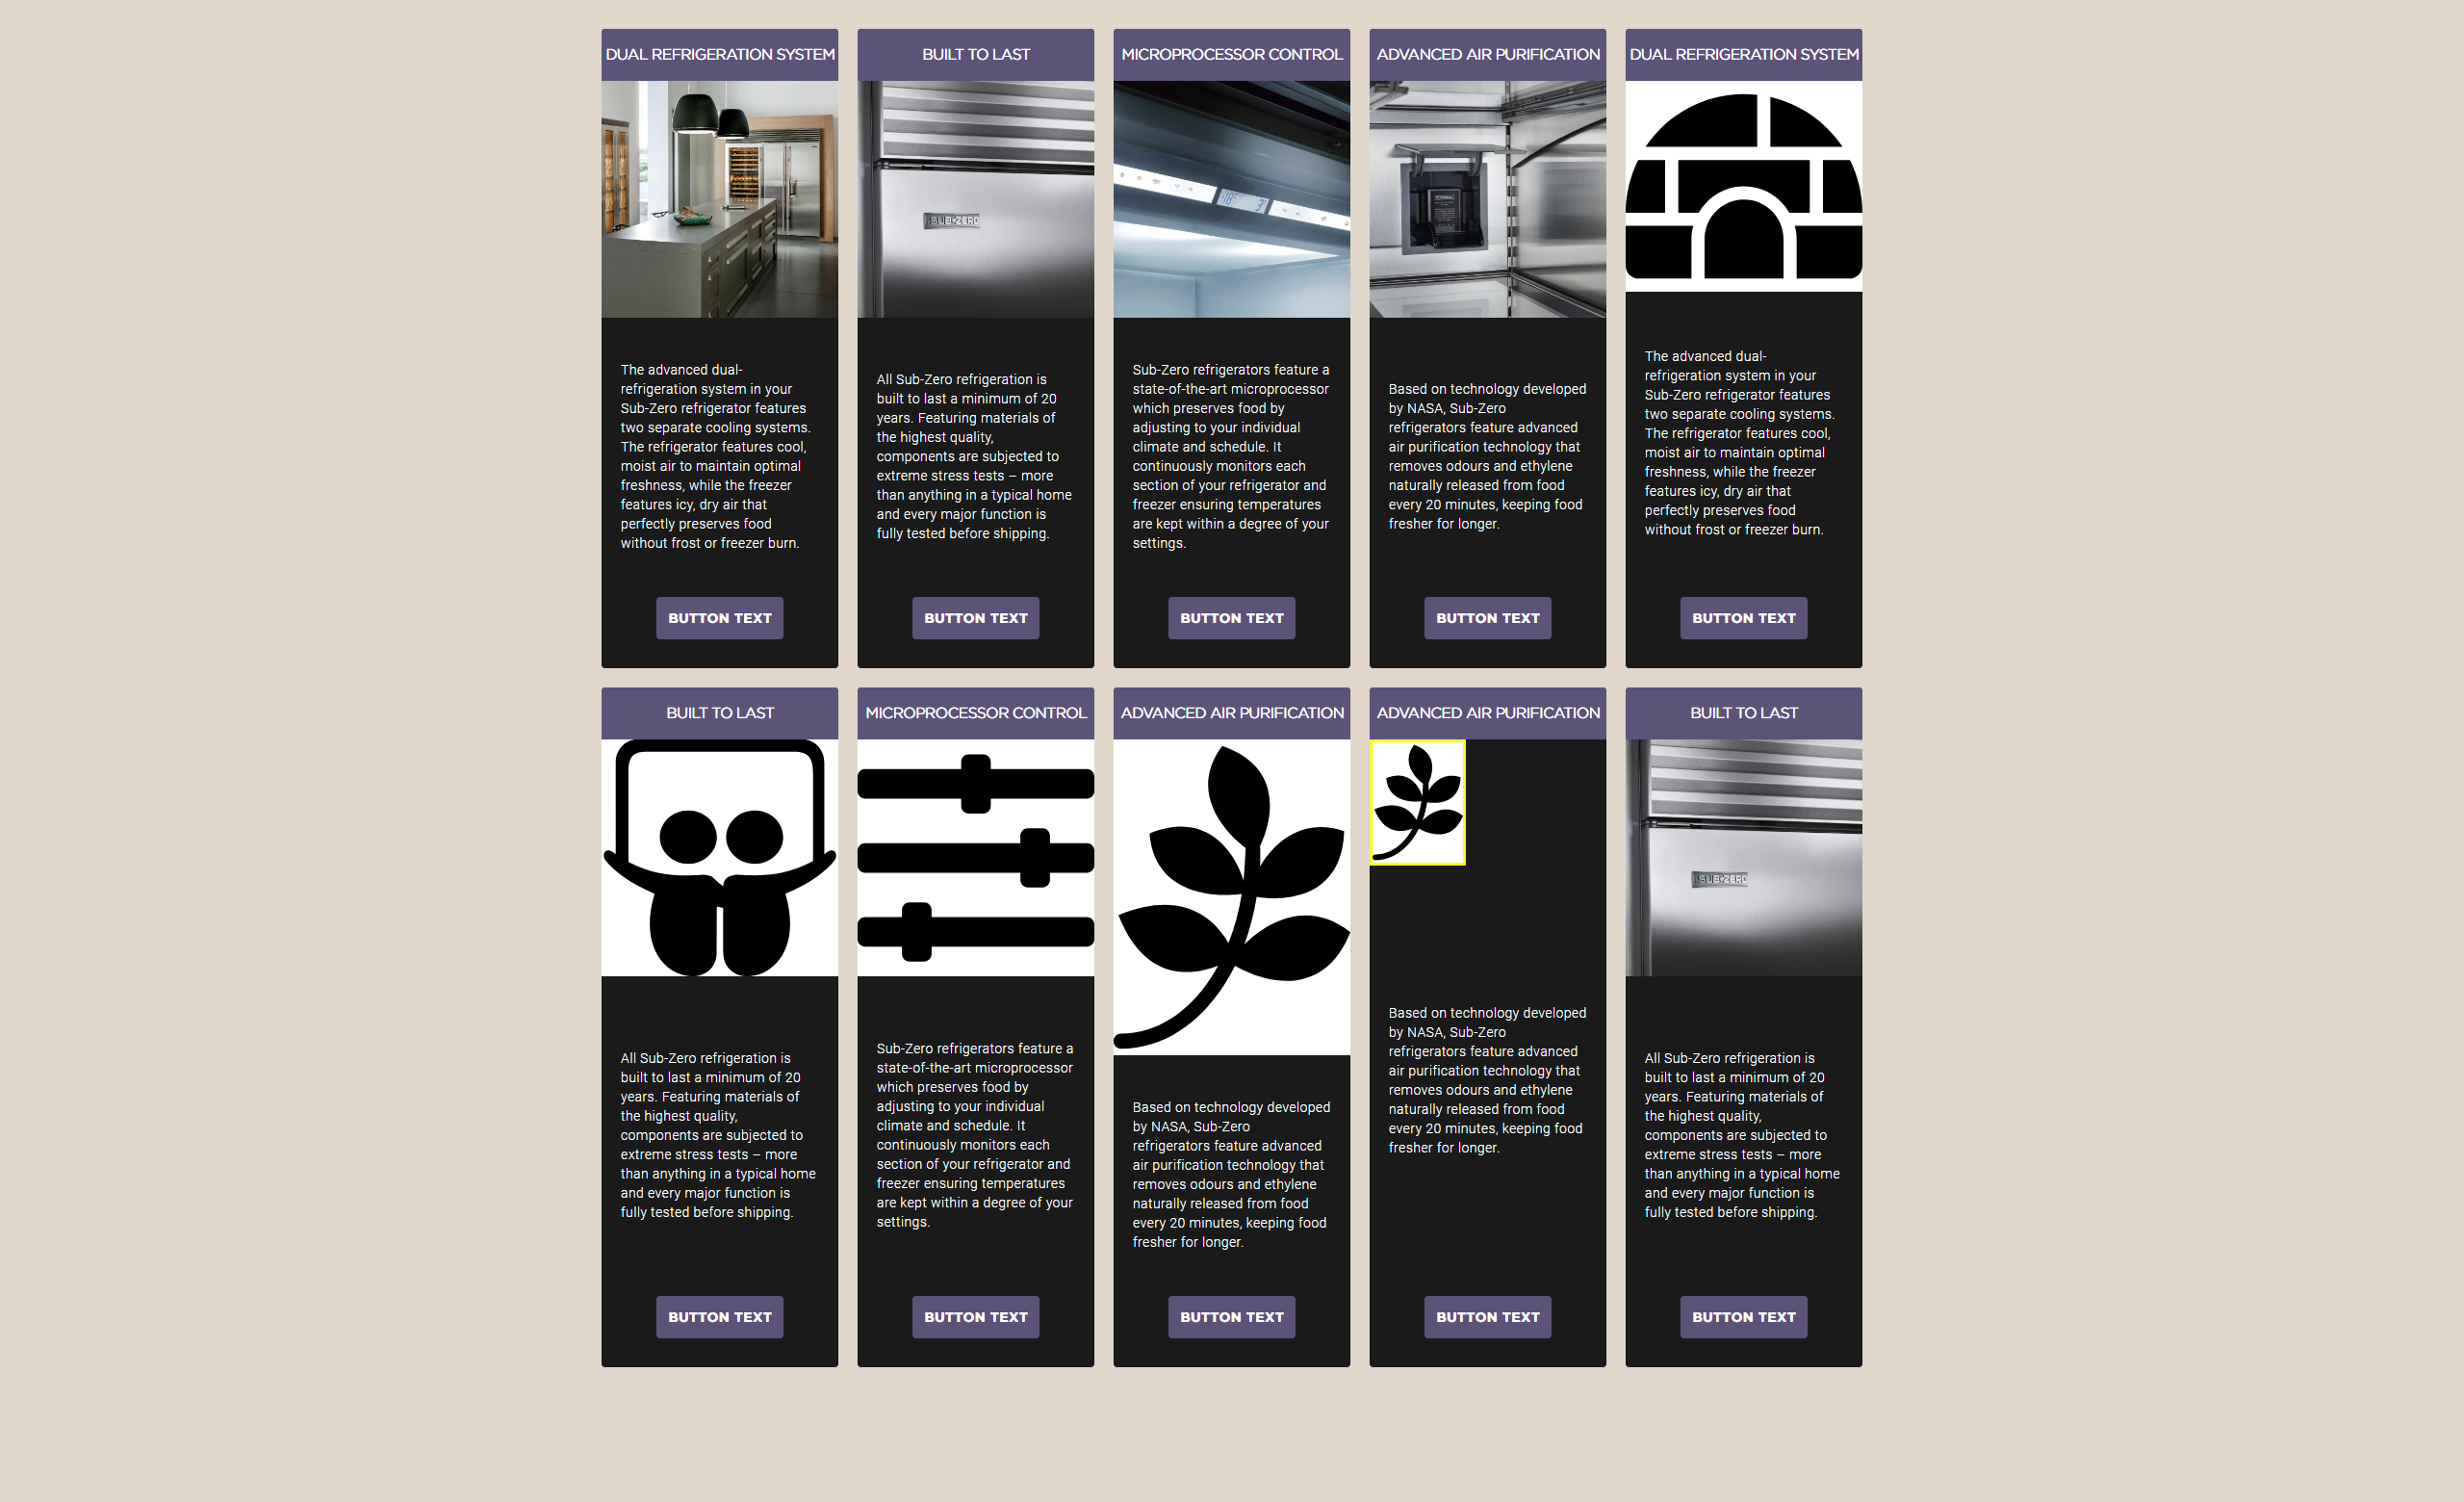 DUAL REFRIGERATION SYSTEM
SUB-ZERO
The advanced dual-
refrigeration system in your
Sub-Zero refrigerator features
two separate cooling systems.
The refrigerator features cool,
moist air to maintain optimal
freshness, while the freezer
features icy, dry air that
perfectly preserves food
without frost or freezer burn.
BUTTON TEXT
BUILT TO LAST
All Sub-Zero refrigeration is
built to last a minimum of 20
years. Featuring materials of
the highest quality,
components are subjected to
extreme stress tests – more
than anything in a typical home
and every major function is
fully tested before shipping.
BUTTON TEXT
MICROPROCESSOR CONTROL
Sub-Zero refrigerators feature a
state-of-the-art microprocessor
which preserves food by
adjusting to your individual
climate and schedule. It
continuously monitors each
section of your refrigerator and
freezer ensuring temperatures
are kept within a degree of your
settings.
BUTTON TEXT
ADVANCED AIR PURIFICATION
Based on technology developed
by NASA, Sub-Zero
refrigerators feature advanced
air purification technology that
removes odours and ethylene
naturally released from food
every 20 minutes, keeping food
fresher for longer.
BUTTON TEXT
DUAL REFRIGERATION SYSTEM
The advanced dual-
refrigeration system in your
Sub-Zero refrigerator features
two separate cooling systems.
The refrigerator features cool,
moist air to maintain optimal
freshness, while the freezer
features icy, dry air that
perfectly preserves food
without frost or freezer burn.
BUTTON TEXT
BUILT TO LAST
All Sub-Zero refrigeration is
built to last a minimum of 20
years. Featuring materials of
the highest quality,
components are subjected to
extreme stress tests – more
than anything in a typical home
and every major function is
fully tested before shipping.
BUTTON TEXT
MICROPROCESSOR CONTROL
Sub-Zero refrigerators feature a
state-of-the-art microprocessor
which preserves food by
adjusting to your individual
climate and schedule. It
continuously monitors each
section of your refrigerator and
freezer ensuring temperatures
are kept within a degree of your
settings.
BUTTON TEXT
ADVANCED AIR PURIFICATION
Based on technology developed
by NASA, Sub-Zero
refrigerators feature advanced
air purification technology that
removes odours and ethylene
naturally released from food
every 20 minutes, keeping food
fresher for longer.
BUTTON TEXT
ADVANCED AIR PURIFICATION
Based on technology developed
by NASA, Sub-Zero
refrigerators feature advanced
air purification technology that
removes odours and ethylene
naturally released from food
every 20 minutes, keeping food
fresher for longer.
BUTTON TEXT
BUILT TO LAST
SUB-ZERO
All Sub-Zero refrigeration is
built to last a minimum of 20
years. Featuring materials of
the highest quality,
components are subjected to
extreme stress tests – more
than anything in a typical home
and every major function is
fully tested before shipping.
BUTTON TEXT